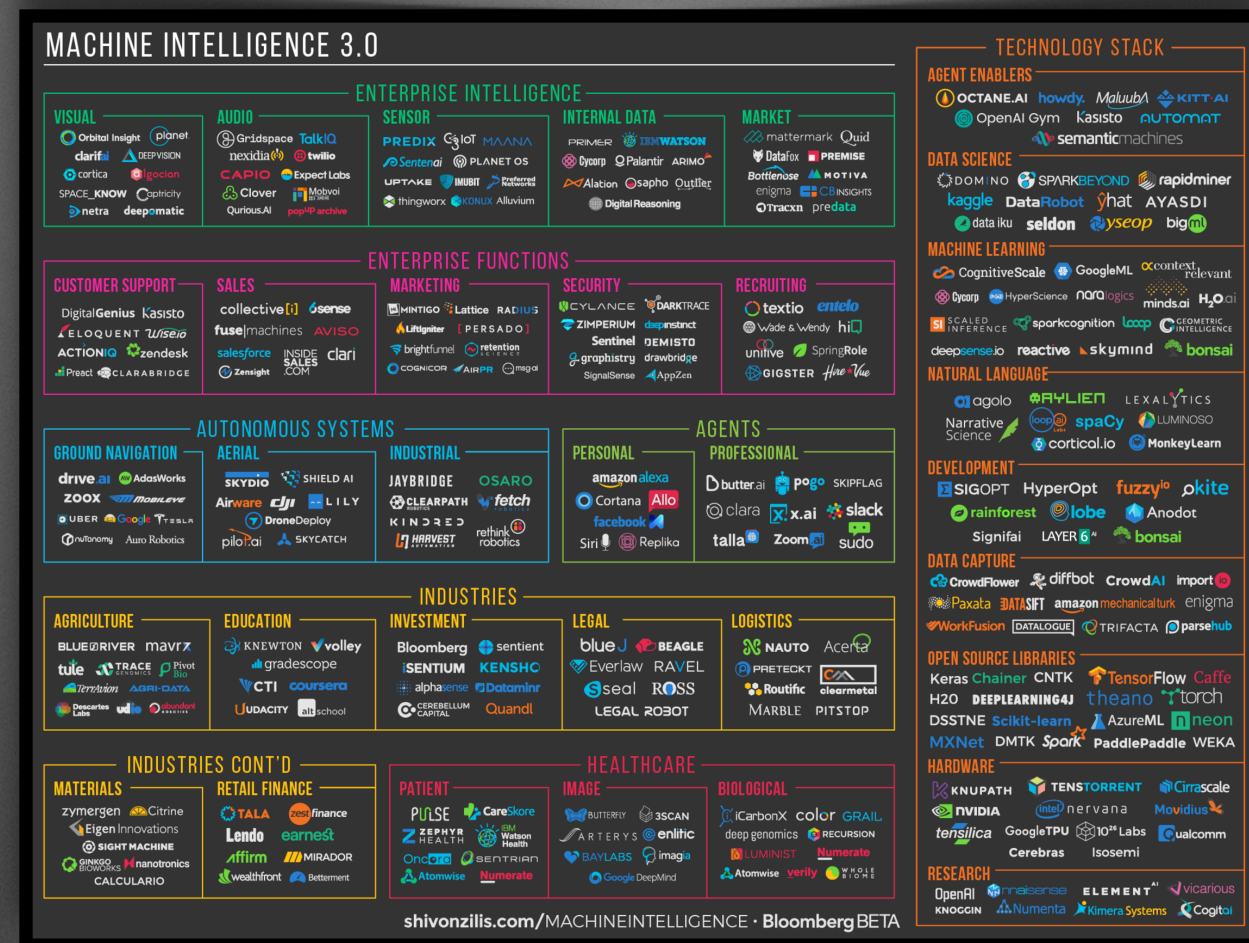 MACHINE INTELLIGENCE 3.0
ENTERPRISE INTELLIGENCE
VISUAL
Orbital Insight planet.
clarifai DEEP VISION
cortica algocian
SPACE_KNOW Captricity
netra deepomatic
AUDIO
Gridspace TalkIQ
nexidia twilio
CAPIO Expect Labs
Clover Mobvoi
Qurious.AI popUP archive
SENSOR
PREDIX C3IoT MAANA
Sentenai PLANET OS
UPTAKE IMUBIT Preferred Networks
thingworx KONUX Alluvium
INTERNAL DATA
PRIMER IBM WATSON
Cycorp Palantir ARIMO
Alation sapho Outlier
Digital Reasoning
MARKET
mattermark Quid
DataFox PREMISE
Bottlenose MOTIVA
enigma CBINSIGHTS
Tracxn predata
ENTERPRISE FUNCTIONS
CUSTOMER SUPPORT
DigitalGenius Kasisto
ELOQUENT Wise.io
ACTIONIQ zendesk
Preact CLARABRIDGE
SALES
collective[i] 6sense
fuse|machines AVISO
salesforce INSIDE SALES .COM clari
Zensight
MARKETING
MINTIGO Lattice RADIUS
LiftIgniter [PERSADO]
brightfunnel retention SCIENCE
COGNICOR AIRPR msg.ai
SECURITY
CYLANCE DARKTRACE
ZIMPERIUM deepinstinct
Sentinel DEMISTO
graphistry drawbridge
SignalSense AppZen
RECRUITING
textio entelo
Wade & Wendy hiQ
unitive SpringRole
GIGSTER HireVue
AUTONOMOUS SYSTEMS
GROUND NAVIGATION
drive.ai AdasWorks
ZOOX MOBILEYE
UBER Google TESLA
nuTonomy Auro Robotics
AERIAL
SKYDIO SHIELD AI
Airware dji LILY
DroneDeploy
pilot.ai SKYCATCH
INDUSTRIAL
JAYBRIDGE OSARO
CLEARPATH ROBOTICS fetch ROBOTICS
KINDRED
HARVEST AUTOMATION rethink robotics
AGENTS
PERSONAL
amazon alexa
Cortana Allo
facebook
Siri Replika
PROFESSIONAL
butter.ai pogo SKIPFLAG
clara x.ai slack
talla Zoom.ai sudo
INDUSTRIES
AGRICULTURE
BLUE RIVER mavrx
tule TRACE GENOMICS Pivot Bio
TerrAvion AGRI-DATA
Descartes Labs udio abundant ROBOTICS
EDUCATION
KNEWTON volley
gradescope
CTI coursera
UDACITY altschool
INVESTMENT
Bloomberg sentient
iSENTIUM KENSHO
alphasense Dataminr
CEREBELLUM CAPITAL Quandl
LEGAL
blue J BEAGLE
Everlaw RAVEL
Seal ROSS
LEGAL ROBOT
LOGISTICS
NAUTO Acerta
PRETECKT
Routific clearmetal
MARBLE PITSTOP
INDUSTRIES CONT'D
MATERIALS
zymergen Citrine
Eigen Innovations
SIGHT MACHINE
GINKGO BIOWORKS nanotronics
CALCULARIO
RETAIL FINANCE
TALA zestfinance
Lendo earnest
affirm MIRADOR
wealthfront Betterment
HEALTHCARE
PATIENT
PULSE CareSkore
ZEPHYR HEALTH IBM Watson Health
Oncora SENTRIAN
Atomwise Numerate
IMAGE
BUTTERFLY 3SCAN
ARTERYS enlitic
BAYLABS imagia
Google DeepMind
BIOLOGICAL
iCarbonX color GRAIL
deep genomics RECURSION
LUMINIST Numerate
Atomwise verily WHOLE BIOME
shivonzilis.com/MACHINEINTELLIGENCE · Bloomberg BETA
TECHNOLOGY STACK
AGENT ENABLERS
OCTANE.AI howdy. MaluubA KITT·AI
OpenAI Gym Kasisto AUTOMAT
semanticmachines
DATA SCIENCE
DOMINO SPARKBEYOND rapidminer
kaggle DataRobot ŷhat AYASDI
data iku seldon yseop bigml
MACHINE LEARNING
CognitiveScale GoogleML context relevant
Cycorp HyperScience nara logics minds.ai H2O.ai
SI SCALED INFERENCE sparkcognition Loop GEOMETRIC INTELLIGENCE
deepsense.io reactive skymind bonsai
NATURAL LANGUAGE
agolo AYLIEN LEXALYTICS
Narrative Science loop ai LABS spaCy LUMINOSO
cortical.io MonkeyLearn
DEVELOPMENT
SIGOPT HyperOpt fuzzyio kite
rainforest lobe Anodot
Signifai LAYER 6 AI bonsai
DATA CAPTURE
CrowdFlower diffbot CrowdAI import io
Paxata DATASIFT amazonmechanicalturk enigma
WorkFusion DATALOGUE TRIFACTA parsehub
OPEN SOURCE LIBRARIES
Keras Chainer CNTK TensorFlow Caffe
H2O DEEPLEARNING4J theano torch
DSSTNE Scikit-learn AzureML neon
MXNet DMTK Spark PaddlePaddle WEKA
HARDWARE
KNUPATH TENSTORRENT Cirrascale
NVIDIA intel nervana Movidius
tensilica GoogleTPU 10²⁶ Labs Qualcomm
Cerebras Isosemi
RESEARCH
OpenAI nnaisense ELEMENT AI vicarious
KNOGGIN Numenta Kimera Systems Cogitai